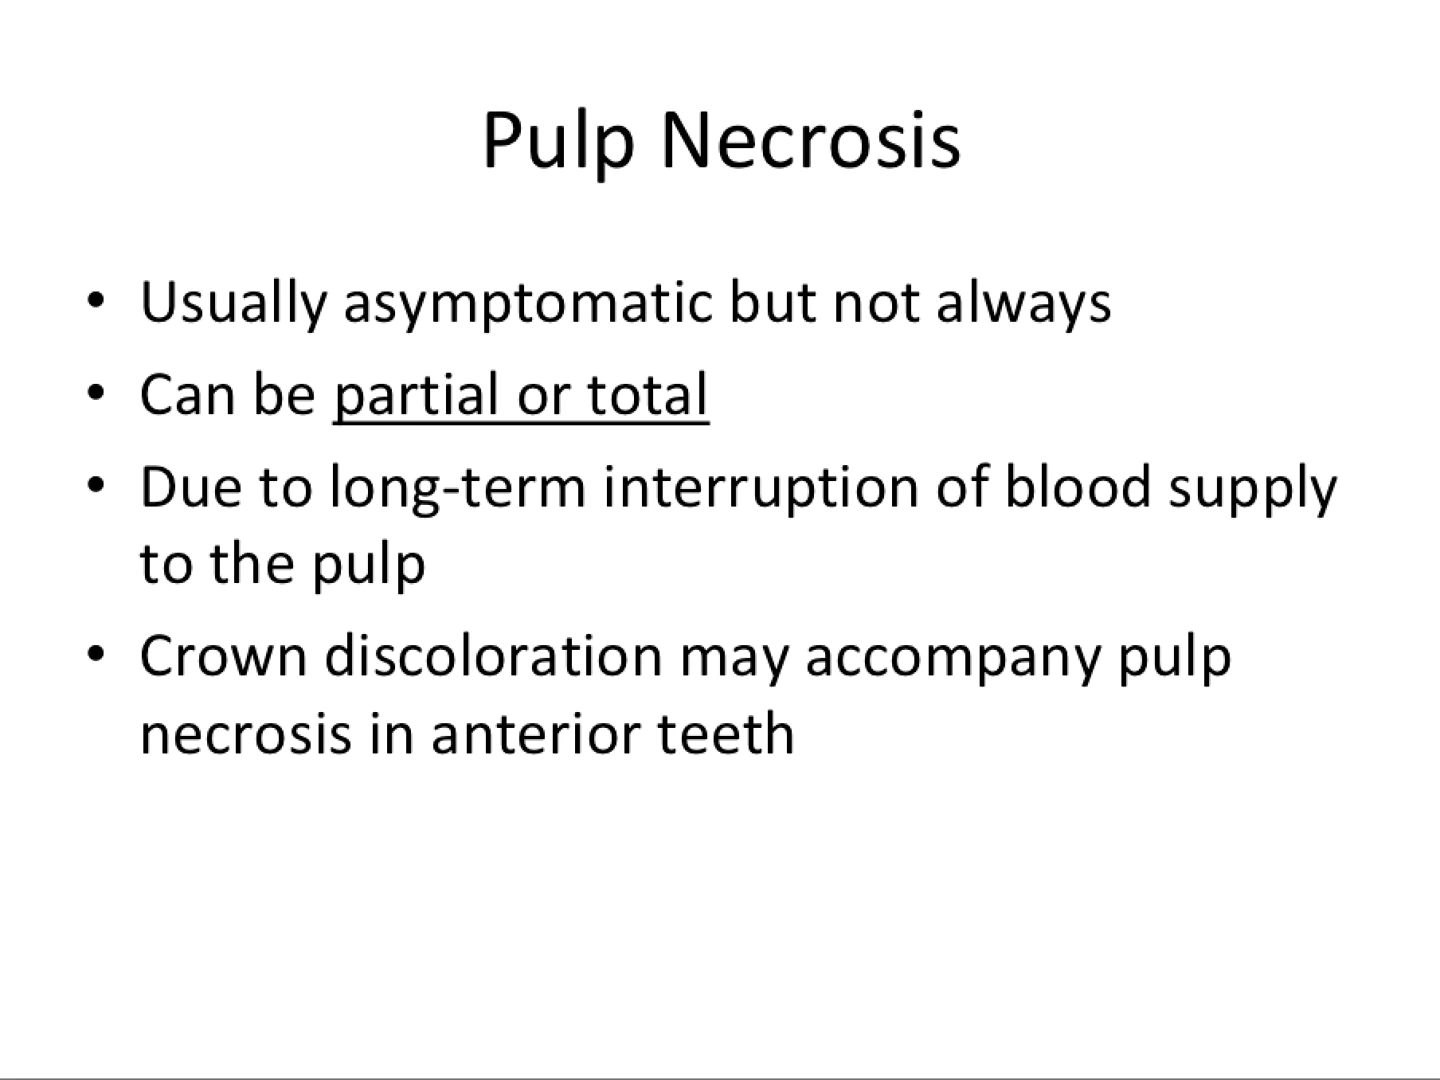 Pulp Necrosis
• Usually asymptomatic but not always
• Can be partial or total
• Due to long-term interruption of blood supply
to the pulp
• Crown discoloration may accompany pulp
necrosis in anterior teeth